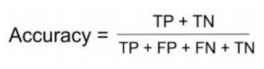 Accuracy = TP + TN
TP + FP + FN + TN